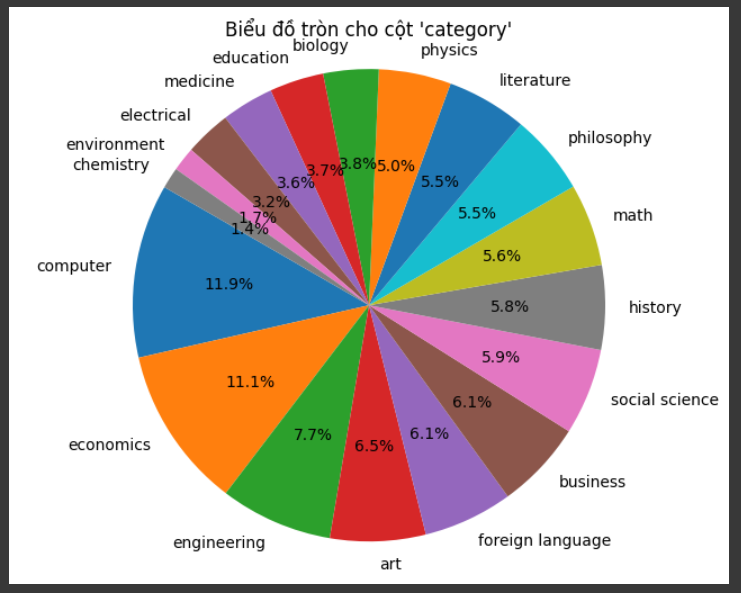 Biểu đồ tròn cho cột 'category'
biology
physics
education
literature
medicine
electrical
philosophy
environment
chemistry
math
computer
history
social science
economics
business
engineering
foreign language
art
3.8%
5.0%
3.7%
5.5%
3.6%
3.2%
5.5%
1.7%
1.4%
5.6%
11.9%
5.8%
5.9%
11.1%
6.1%
7.7%
6.1%
6.5%